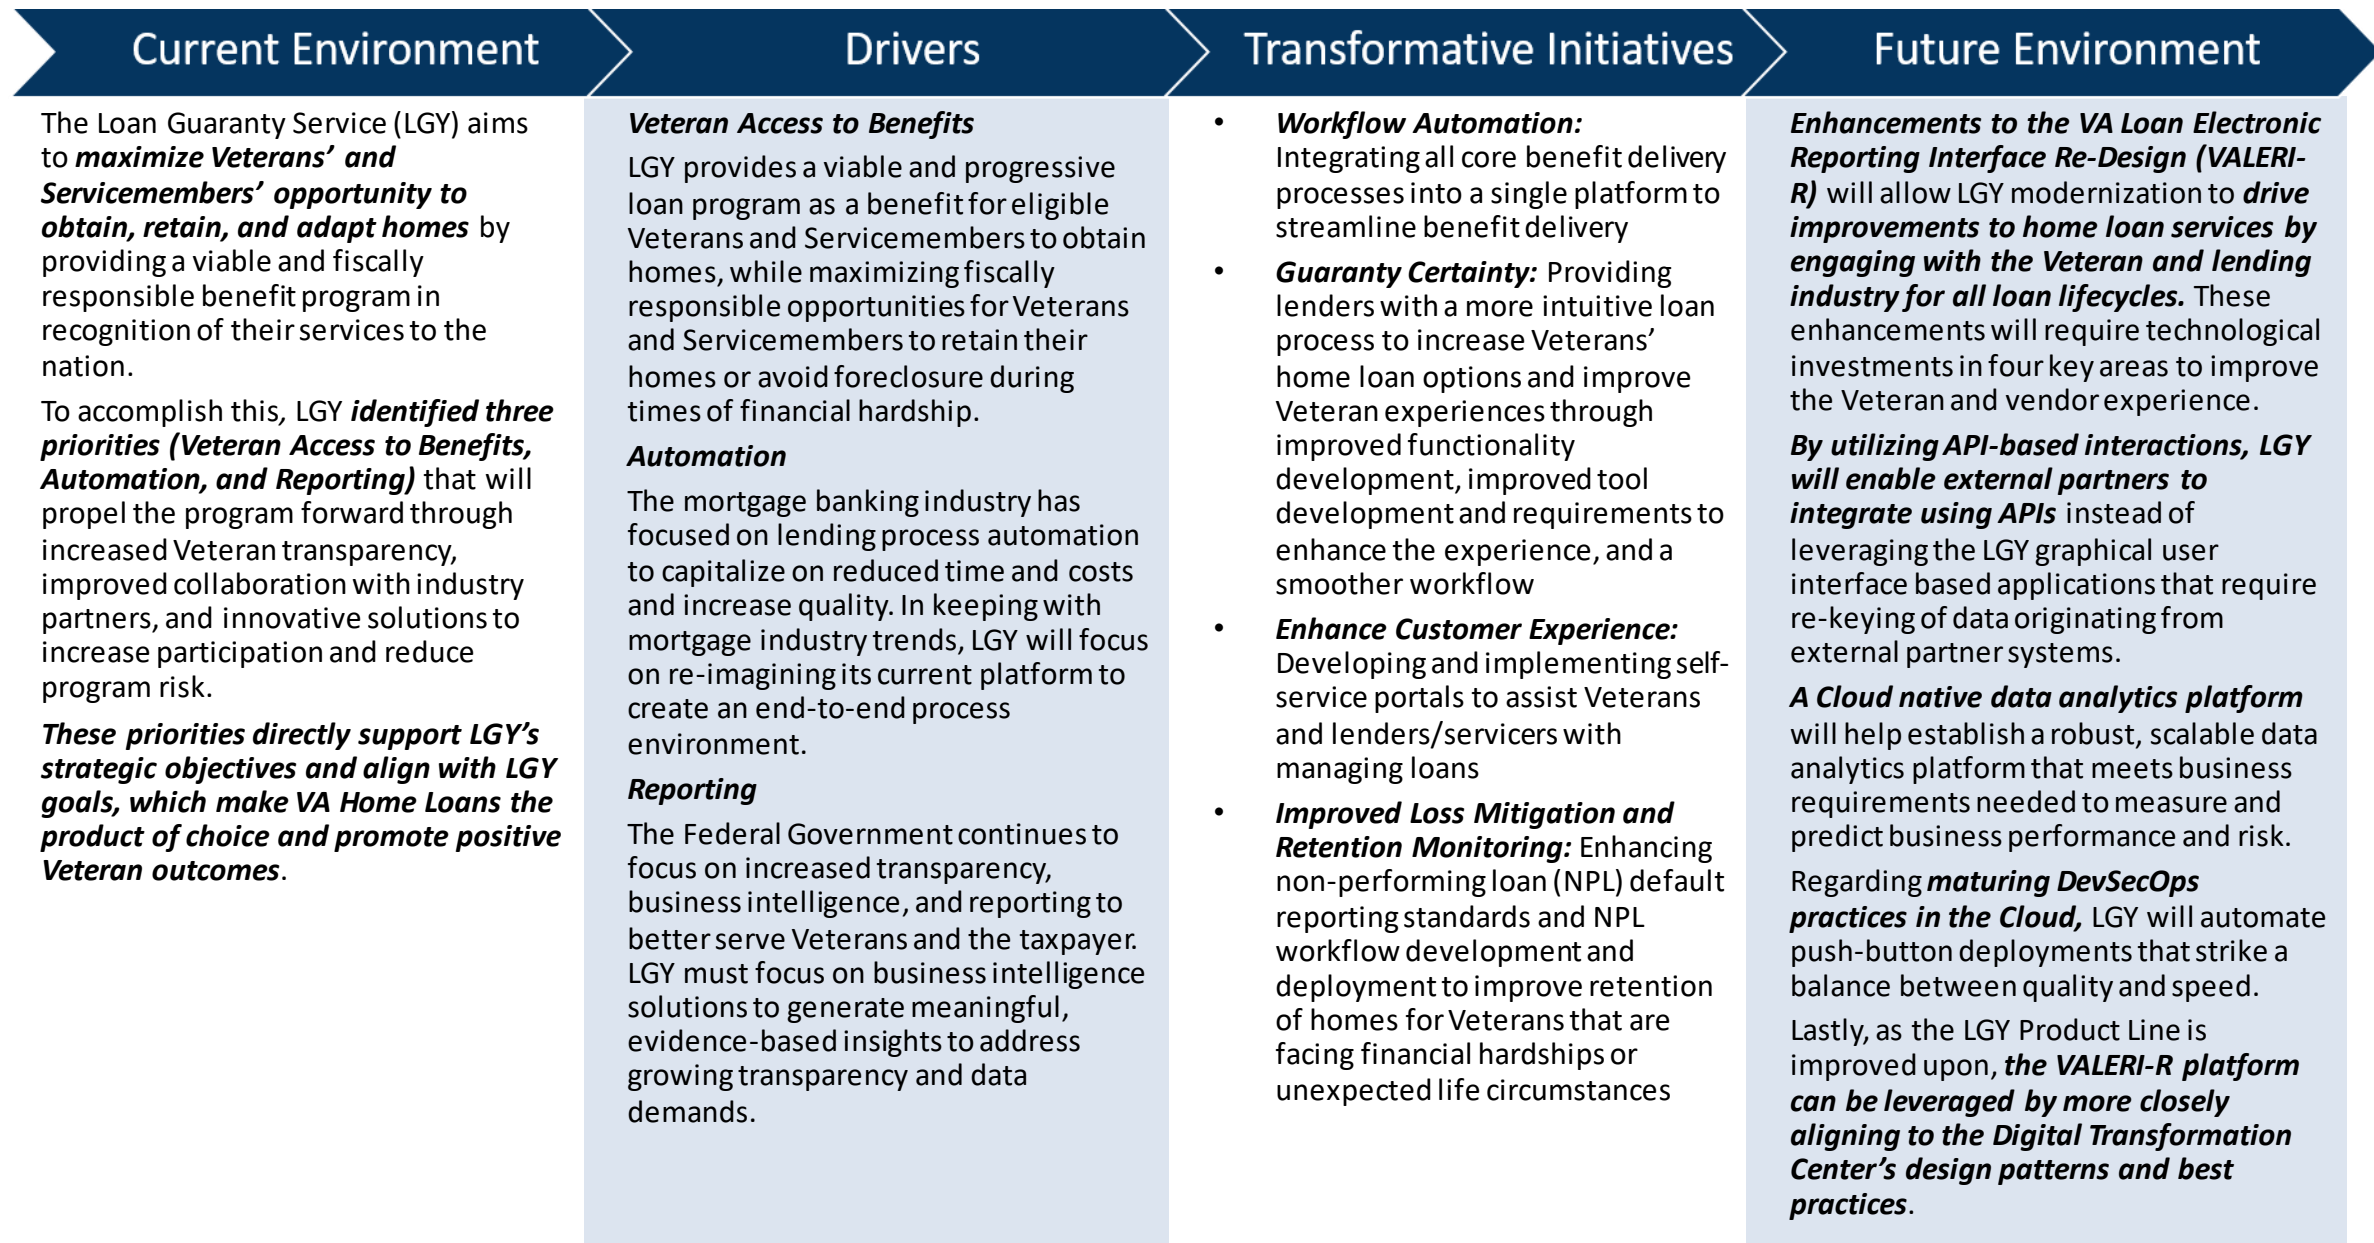 Current Environment
Drivers
Transformative Initiatives
Future Environment
The Loan Guaranty Service (LGY) aims
to maximize Veterans’ and
Servicemembers’ opportunity to
obtain, retain, and adapt homes by
providing a viable and fiscally
responsible benefit program in
recognition of their services to the
nation.
To accomplish this, LGY identified three
priorities (Veteran Access to Benefits,
Automation, and Reporting) that will
propel the program forward through
increased Veteran transparency,
improved collaboration with industry
partners, and innovative solutions to
increase participation and reduce
program risk.
These priorities directly support LGY’s
strategic objectives and align with LGY
goals, which make VA Home Loans the
product of choice and promote positive
Veteran outcomes.
Veteran Access to Benefits
LGY provides a viable and progressive
loan program as a benefit for eligible
Veterans and Servicemembers to obtain
homes, while maximizing fiscally
responsible opportunities for Veterans
and Servicemembers to retain their
homes or avoid foreclosure during
times of financial hardship.
Automation
The mortgage banking industry has
focused on lending process automation
to capitalize on reduced time and costs
and increase quality. In keeping with
mortgage industry trends, LGY will focus
on re-imagining its current platform to
create an end-to-end process
environment.
Reporting
The Federal Government continues to
focus on increased transparency,
business intelligence, and reporting to
better serve Veterans and the taxpayer.
LGY must focus on business intelligence
solutions to generate meaningful,
evidence-based insights to address
growing transparency and data
demands.
• Workflow Automation:
Integrating all core benefit delivery
processes into a single platform to
streamline benefit delivery
• Guaranty Certainty: Providing
lenders with a more intuitive loan
process to increase Veterans’
home loan options and improve
Veteran experiences through
improved functionality
development, improved tool
development and requirements to
enhance the experience, and a
smoother workflow
• Enhance Customer Experience:
Developing and implementing self-
service portals to assist Veterans
and lenders/servicers with
managing loans
• Improved Loss Mitigation and
Retention Monitoring: Enhancing
non-performing loan (NPL) default
reporting standards and NPL
workflow development and
deployment to improve retention
of homes for Veterans that are
facing financial hardships or
unexpected life circumstances
Enhancements to the VA Loan Electronic
Reporting Interface Re-Design (VALERI-
R) will allow LGY modernization to drive
improvements to home loan services by
engaging with the Veteran and lending
industry for all loan lifecycles. These
enhancements will require technological
investments in four key areas to improve
the Veteran and vendor experience.
By utilizing API-based interactions, LGY
will enable external partners to
integrate using APIs instead of
leveraging the LGY graphical user
interface based applications that require
re-keying of data originating from
external partner systems.
A Cloud native data analytics platform
will help establish a robust, scalable data
analytics platform that meets business
requirements needed to measure and
predict business performance and risk.
Regarding maturing DevSecOps
practices in the Cloud, LGY will automate
push-button deployments that strike a
balance between quality and speed.
Lastly, as the LGY Product Line is
improved upon, the VALERI-R platform
can be leveraged by more closely
aligning to the Digital Transformation
Center’s design patterns and best
practices.